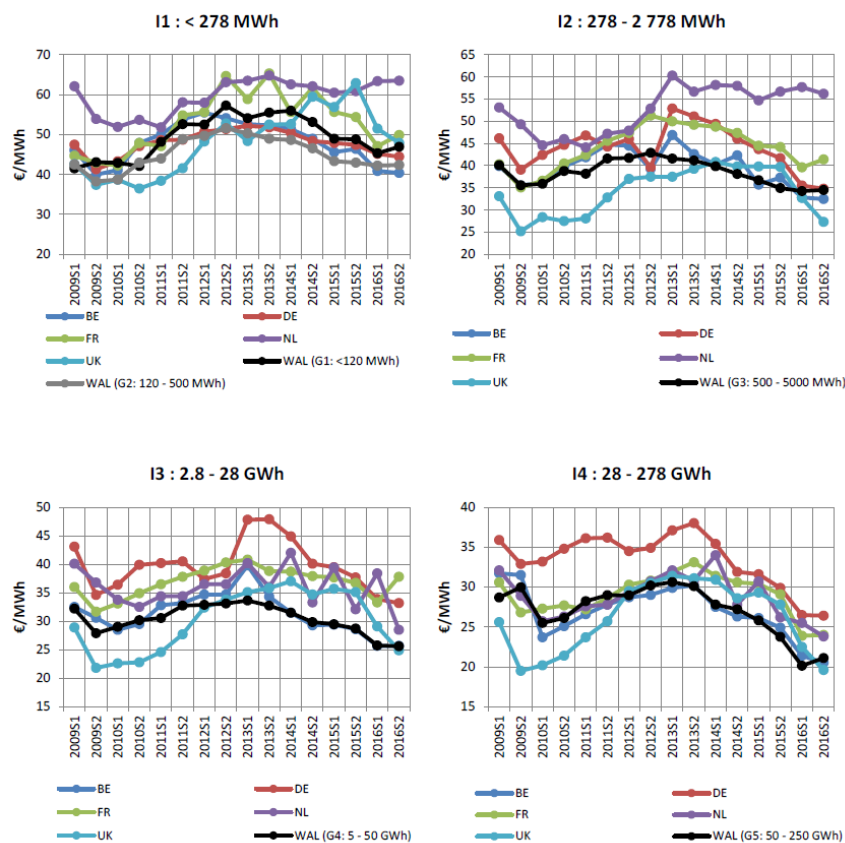 I1 : < 278 MWh
70
60
50
40
30
20
€/MWh
2009S1
2009S2
2010S1
2010S2
2011S1
2011S2
2012S1
2012S2
2013S1
2013S2
2014S1
2014S2
2015S1
2015S2
2016S1
2016S2
BE DE
FR NL
UK WAL (G1: <120 MWh)
WAL (G2: 120 - 500 MWh)
I2 : 278 - 2 778 MWh
65
60
55
50
45
40
35
30
25
20
€/MWh
2009S1
2009S2
2010S1
2010S2
2011S1
2011S2
2012S1
2012S2
2013S1
2013S2
2014S1
2014S2
2015S1
2015S2
2016S1
2016S2
BE DE
FR NL
UK WAL (G3: 500 - 5000 MWh)
I3 : 2.8 - 28 GWh
50
45
40
35
30
25
20
15
€/MWh
2009S1
2009S2
2010S1
2010S2
2011S1
2011S2
2012S1
2012S2
2013S1
2013S2
2014S1
2014S2
2015S1
2015S2
2016S1
2016S2
BE DE
FR NL
UK WAL (G4: 5 - 50 GWh)
I4 : 28 - 278 GWh
40
35
30
25
20
15
€/MWh
2009S1
2009S2
2010S1
2010S2
2011S1
2011S2
2012S1
2012S2
2013S1
2013S2
2014S1
2014S2
2015S1
2015S2
2016S1
2016S2
BE DE
FR NL
UK WAL (G5: 50 - 250 GWh)